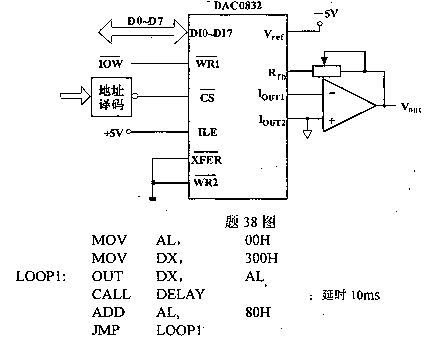 DAC0832
D0~D7
DI0~DI7
Vref
-5V
IOW
WR1
Rfb
地址
译码
CS
IOUT1
-
Vout
+5V
ILE
IOUT2
+
XFER
WR2
题 38 图
MOV AL, 00H
MOV DX, 300H
LOOP1: OUT DX, AL
CALL DELAY ; 延时 10ms
ADD AL, 80H
JMP LOOP1